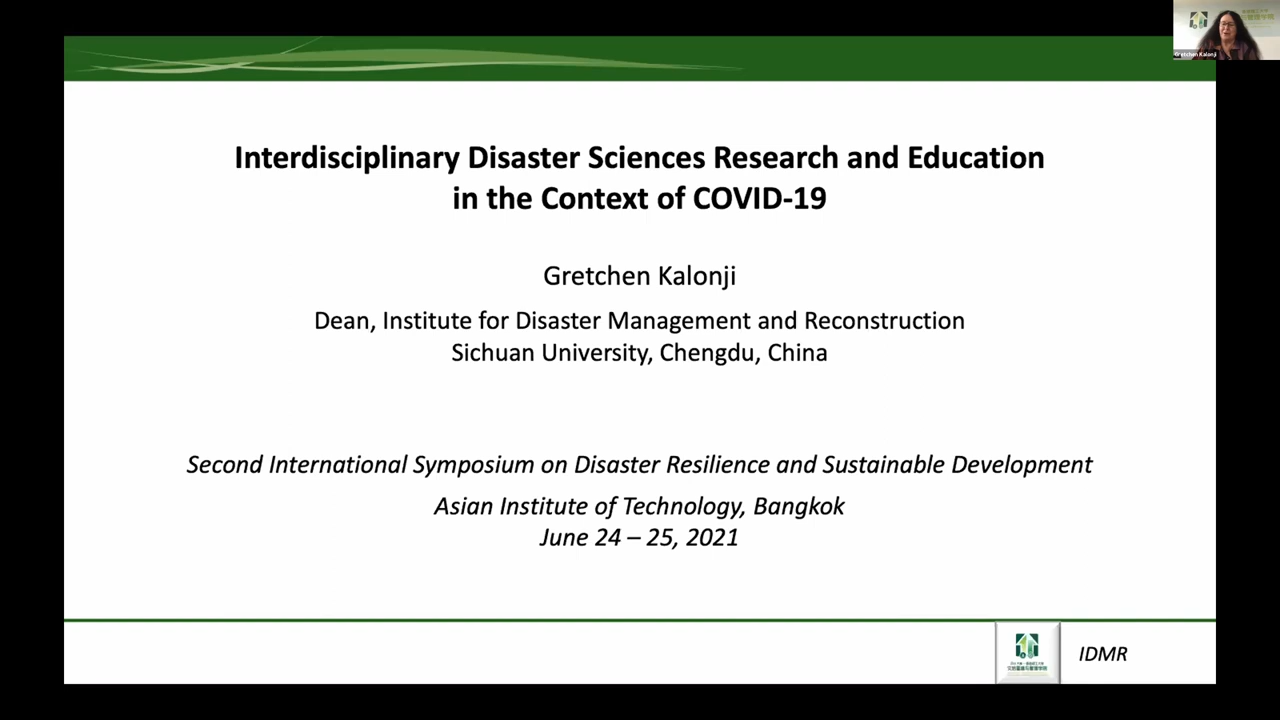 Gretchen Kalonji
Interdisciplinary Disaster Sciences Research and Education
in the Context of COVID-19
Gretchen Kalonji
Dean, Institute for Disaster Management and Reconstruction
Sichuan University, Chengdu, China
Second International Symposium on Disaster Resilience and Sustainable Development
Asian Institute of Technology, Bangkok
June 24 – 25, 2021
IDMR